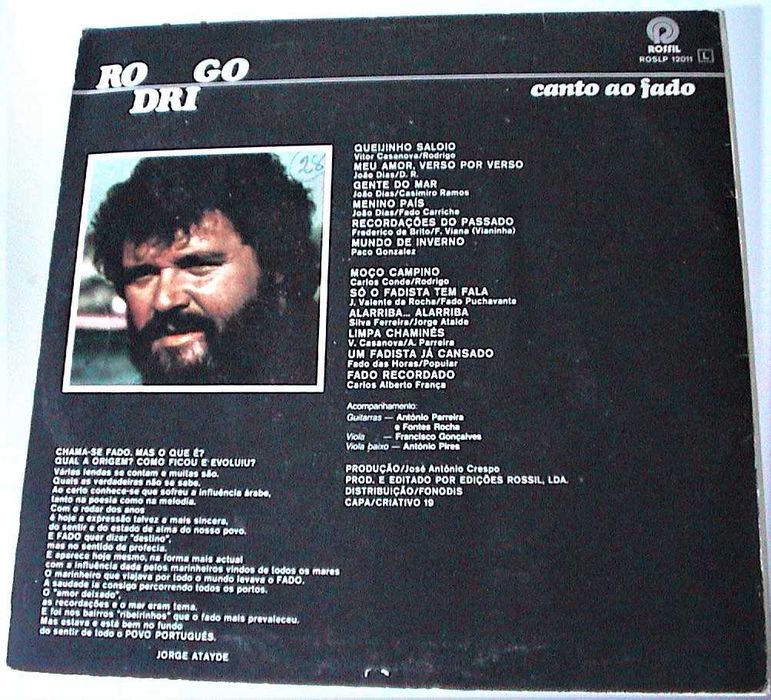 ROSSIL
ROSLP 12011 L
RO GO
DRI
canto ao fado
28
QUEIJINHO SALOIO
Vitor Casanova/Rodrigo
MEU AMOR, VERSO POR VERSO
João Dias/D. R.
GENTE DO MAR
João Dias/Casimiro Ramos
MENINO PAÍS
João Dias/Fado Carriche
RECORDAÇÕES DO PASSADO
Frederico de Brito/F. Viana (Vianinha)
MUNDO DE INVERNO
Paco Gonzalez
MOÇO CAMPINO
Carlos Conde/Rodrigo
SÓ O FADISTA TEM FALA
J. Valente da Rocha/Fado Puchavante
ALARRIBA... ALARRIBA
Silva Ferreira/Jorge Ataide
LIMPA CHAMINÉS
V. Casanova/A. Parreira
UM FADISTA JÁ CANSADO
Fado das Horas/Popular
FADO RECORDADO
Carlos Alberto França
Acompanhamento:
Guitarras — António Parreira
e Fontes Rocha
Viola — Francisco Gonçalves
Viola baixo — António Pires
PRODUÇÃO/José António Crespo
PROD. E EDITADO POR EDIÇÕES ROSSIL, LDA.
DISTRIBUIÇÃO/FONODIS
CAPA/CRIATIVO 19
CHAMA-SE FADO. MAS O QUE É?
QUAL A ORIGEM? COMO FICOU E EVOLUIU?
Várias lendas se contam e muitas são.
Quais as verdadeiras não se sabe.
Ao certo conhece-se que sofreu a influência árabe,
tanto na poesia como na melodia.
Com o rodar dos anos
é hoje a expressão talvez a mais sincera,
do sentir e do estado de alma do nosso povo.
E FADO quer dizer "destino",
mas no sentido de profecia.
E aparece hoje mesmo, na forma mais actual
com a influência dada pelos marinheiros vindos de todos os mares
O marinheiro que viajava por todo o mundo levava o FADO.
A saudade ia consigo percorrendo todos os portos.
O "amor deixado",
as recordações e o mar eram tema.
E foi nos bairros "ribeirinhos" que o fado mais prevaleceu.
Mas estava e está bem no fundo
do sentir de todo o POVO PORTUGUÊS.
JORGE ATAYDE